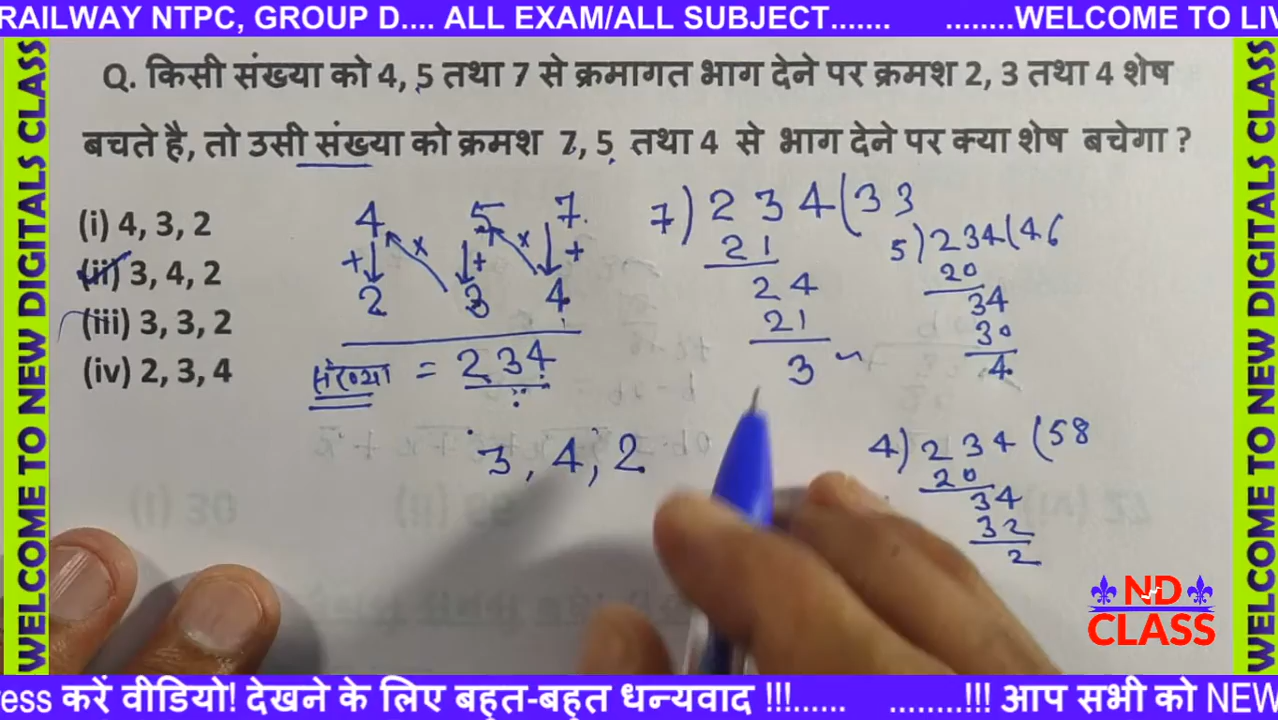 RAILWAY NTPC, GROUP D.... ALL EXAM/ALL SUBJECT....... ........WELCOME TO LIV
WELCOME TO NEW DIGITALS CLASS
Q. किसी संख्या को 4, 5 तथा 7 से क्रमागत भाग देने पर क्रमश 2, 3 तथा 4 शेष
बचते है, तो उसी संख्या को क्रमश 7, 5 तथा 4 से भाग देने पर क्या शेष बचेगा ?
(i) 4, 3, 2
(ii) 3, 4, 2
(iii) 3, 3, 2
(iv) 2, 3, 4
4 5 7
+ × + × +
2 3 4
संख्या = 234
3, 4, 2
7) 234 (33
21
24
21
3
5) 234 (46
20
34
30
4
4) 234 (58
20
34
32
2
ND
CLASS
WELCOME TO NEW DIGITALS CLASS
ess करें वीडियो! देखने के लिए बहुत-बहुत धन्यवाद !!!...... ........!!! आप सभी को NEW